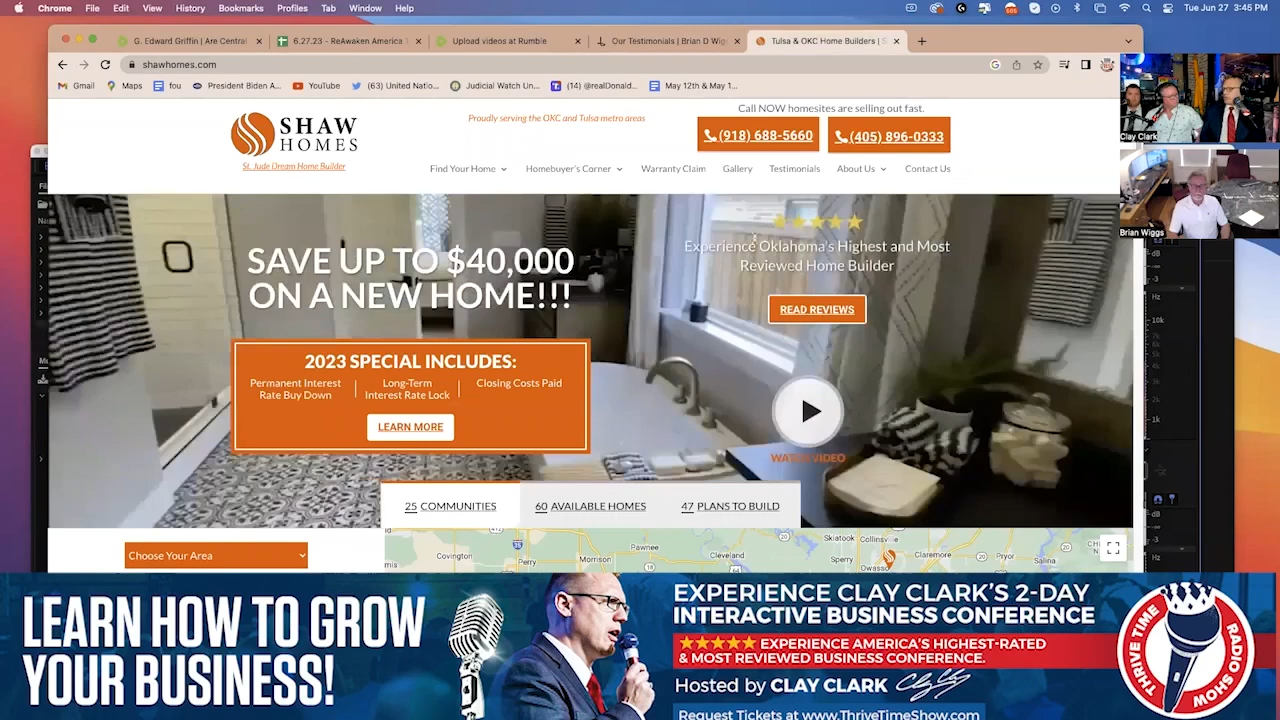 Chrome File Edit View History Bookmarks Profiles Tab Window Help
Tue Jun 27 3:45 PM
G. Edward Griffin | Are Central
6.27.23 - ReAwaken America T
Upload videos at Rumble
Our Testimonials | Brian D Wig
Tulsa & OKC Home Builders | S
shawhomes.com
Gmail
Maps
fou
President Biden A...
YouTube
(63) United Natio...
Judicial Watch Un...
(14) @realDonald...
May 12th & May 1...
Clay Clark
Brian Wiggs
SHAW
HOMES
St. Jude Dream Home Builder
Proudly serving the OKC and Tulsa metro areas
Call NOW homesites are selling out fast.
(918) 688-5660
(405) 896-0333
Find Your Home Homebuyer's Corner Warranty Claim Gallery Testimonials About Us Contact Us
SAVE UP TO $40,000
ON A NEW HOME!!!
Experience Oklahoma's Highest and Most
Reviewed Home Builder
READ REVIEWS
2023 SPECIAL INCLUDES:
Permanent Interest
Rate Buy Down
Long-Term
Interest Rate Lock
Closing Costs Paid
LEARN MORE
WATCH VIDEO
25 COMMUNITIES
60 AVAILABLE HOMES
47 PLANS TO BUILD
Choose Your Area
Covington
Perry
Morrison
Pawnee
Cleveland
Skiatook
Collinsville
Sperry
Owasso
Claremore
Pryor
Salina
dB
-3
Hz
10k
1k
dB
-3
Hz
LEARN HOW TO GROW
YOUR BUSINESS!
EXPERIENCE CLAY CLARK'S 2-DAY
INTERACTIVE BUSINESS CONFERENCE
EXPERIENCE AMERICA'S HIGHEST-RATED
& MOST REVIEWED BUSINESS CONFERENCE.
Hosted by CLAY CLARK
Request Tickets at www.ThriveTimeShow.com
THRIVE TIME
RADIO SHOW